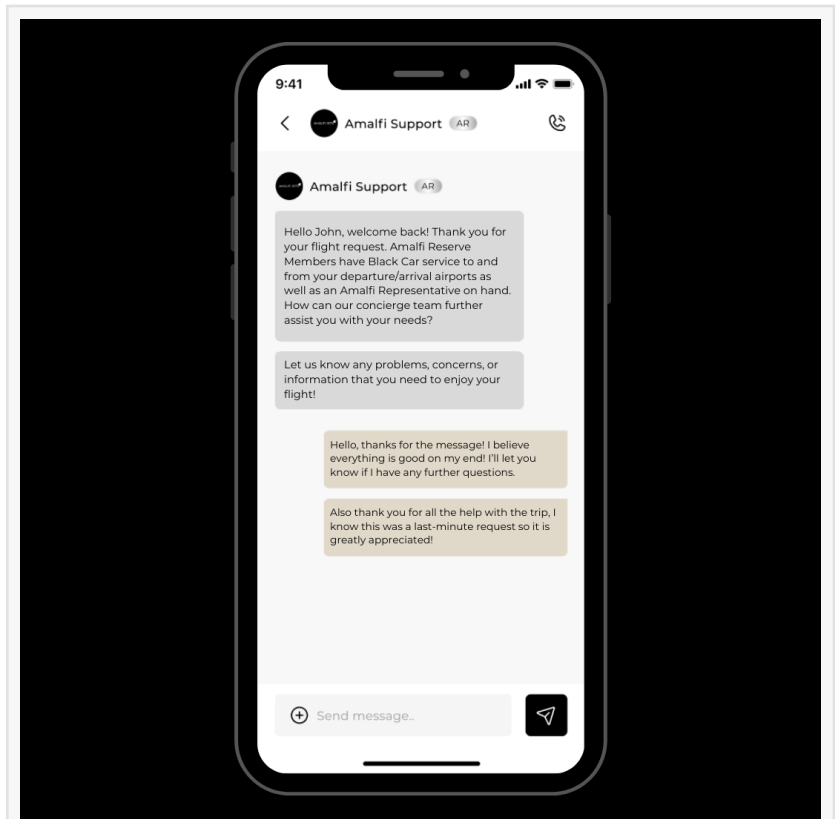 9:41
Amalfi Support AR
Amalfi Support AR
Hello John, welcome back! Thank you for
your flight request. Amalfi Reserve
Members have Black Car service to and
from your departure/arrival airports as
well as an Amalfi Representative on hand.
How can our concierge team further
assist you with your needs?
Let us know any problems, concerns, or
information that you need to enjoy your
flight!
Hello, thanks for the message! I believe
everything is good on my end! I'll let you
know if I have any further questions.
Also thank you for all the help with the trip, I
know this was a last-minute request so it is
greatly appreciated!
Send message..